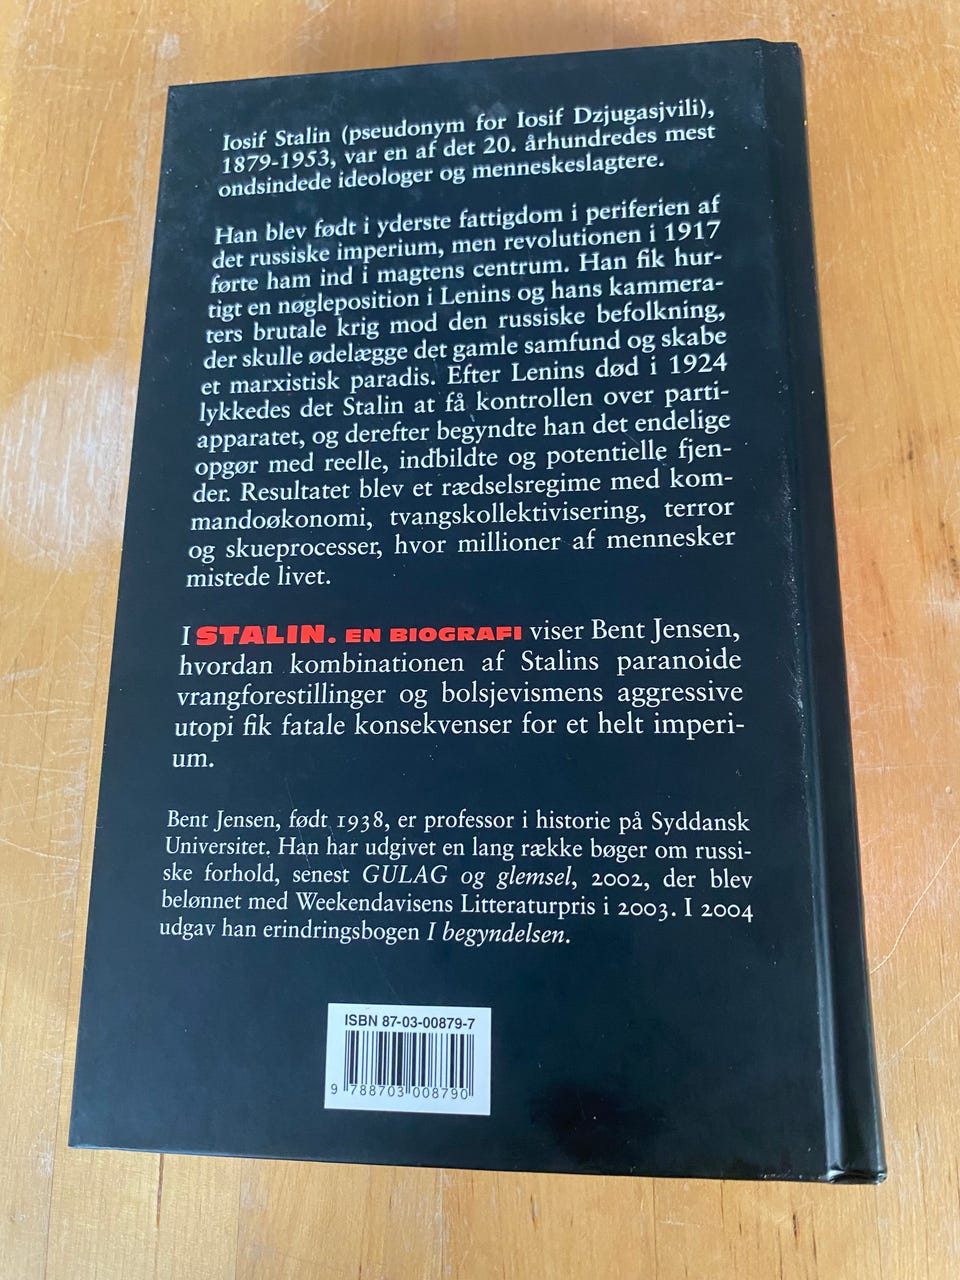 Iosif Stalin (pseudonym for Iosif Dzjugasjvili),
1879-1953, var en af det 20. århundredes mest
ondsindede ideologer og menneskeslagtere.
Han blev født i yderste fattigdom i periferien af
det russiske imperium, men revolutionen i 1917
førte ham ind i magtens centrum. Han fik hur-
tigt en nøgleposition i Lenins og hans kammera-
ters brutale krig mod den russiske befolkning,
der skulle ødelægge det gamle samfund og skabe
et marxistisk paradis. Efter Lenins død i 1924
lykkedes det Stalin at få kontrollen over parti-
apparatet, og derefter begyndte han det endelige
opgør med reelle, indbildte og potentielle fjen-
der. Resultatet blev et rædselsregime med kom-
mandoøkonomi, tvangskollektivisering, terror
og skueprocesser, hvor millioner af mennesker
mistede livet.
I STALIN. EN BIOGRAFI viser Bent Jensen,
hvordan kombinationen af Stalins paranoide
vrangforestillinger og bolsjevismens aggressive
utopi fik fatale konsekvenser for et helt imperi-
um.
Bent Jensen, født 1938, er professor i historie på Syddansk
Universitet. Han har udgivet en lang række bøger om russi-
ske forhold, senest GULAG og glemsel, 2002, der blev
belønnet med Weekendavisens Litteraturpris i 2003. I 2004
udgav han erindringsbogen I begyndelsen.
ISBN 87-03-00879-7
9 788703 008790